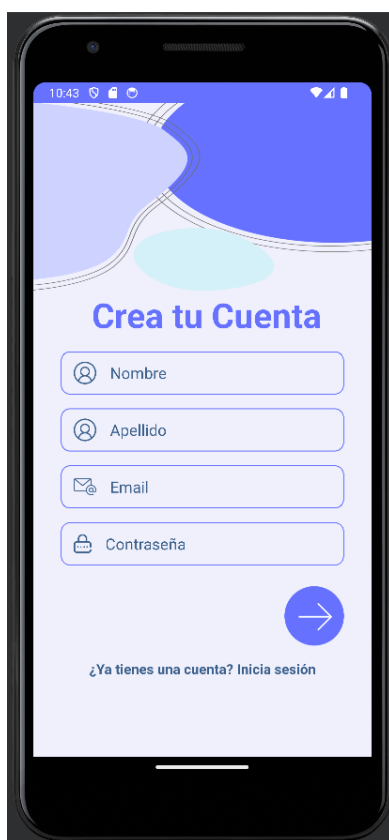 10:43
Crea tu Cuenta
Nombre
Apellido
Email
Contraseña
¿Ya tienes una cuenta? Inicia sesión